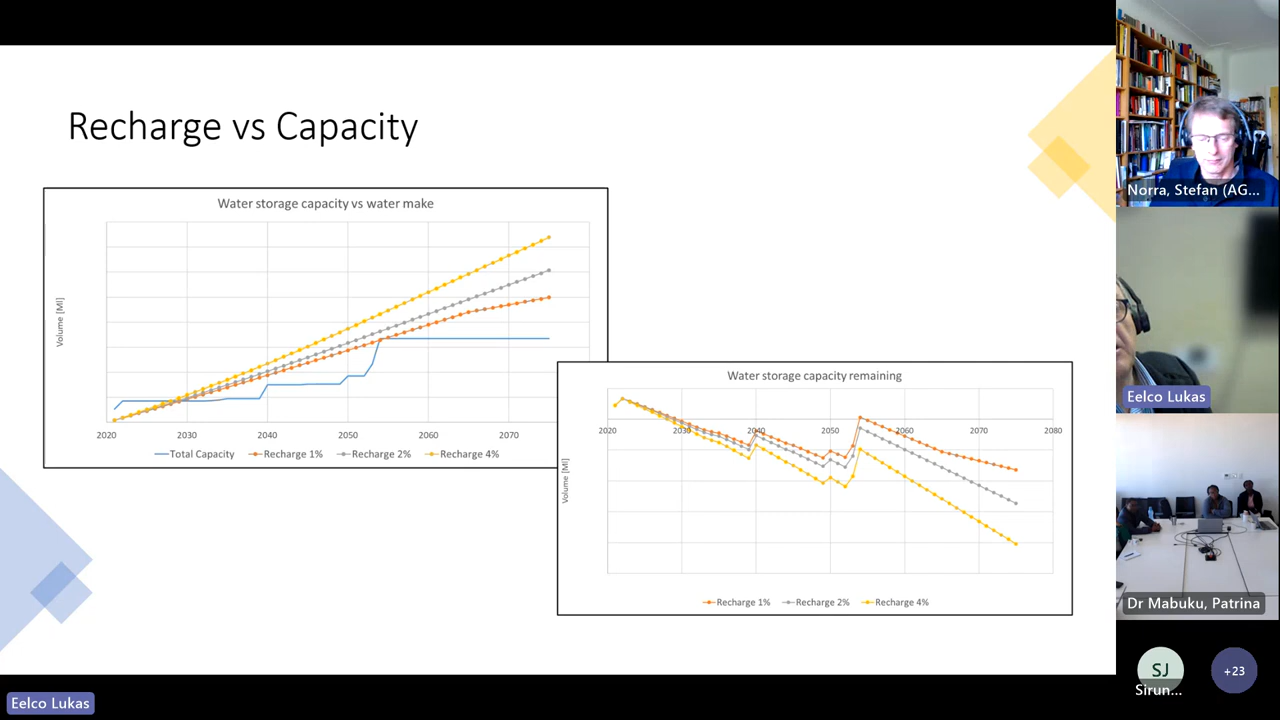 Recharge vs Capacity
Water storage capacity vs water make
Volume [Ml]
2020 2030 2040 2050 2060 2070
Total Capacity Recharge 1% Recharge 2% Recharge 4%
Water storage capacity remaining
2020 2030 2040 2050 2060 2070 2080
Volume [Ml]
Recharge 1% Recharge 2% Recharge 4%
Norra, Stefan (AG...
Eelco Lukas
Dr Mabuku, Patrina
SJ
Sirun...
+23
Eelco Lukas